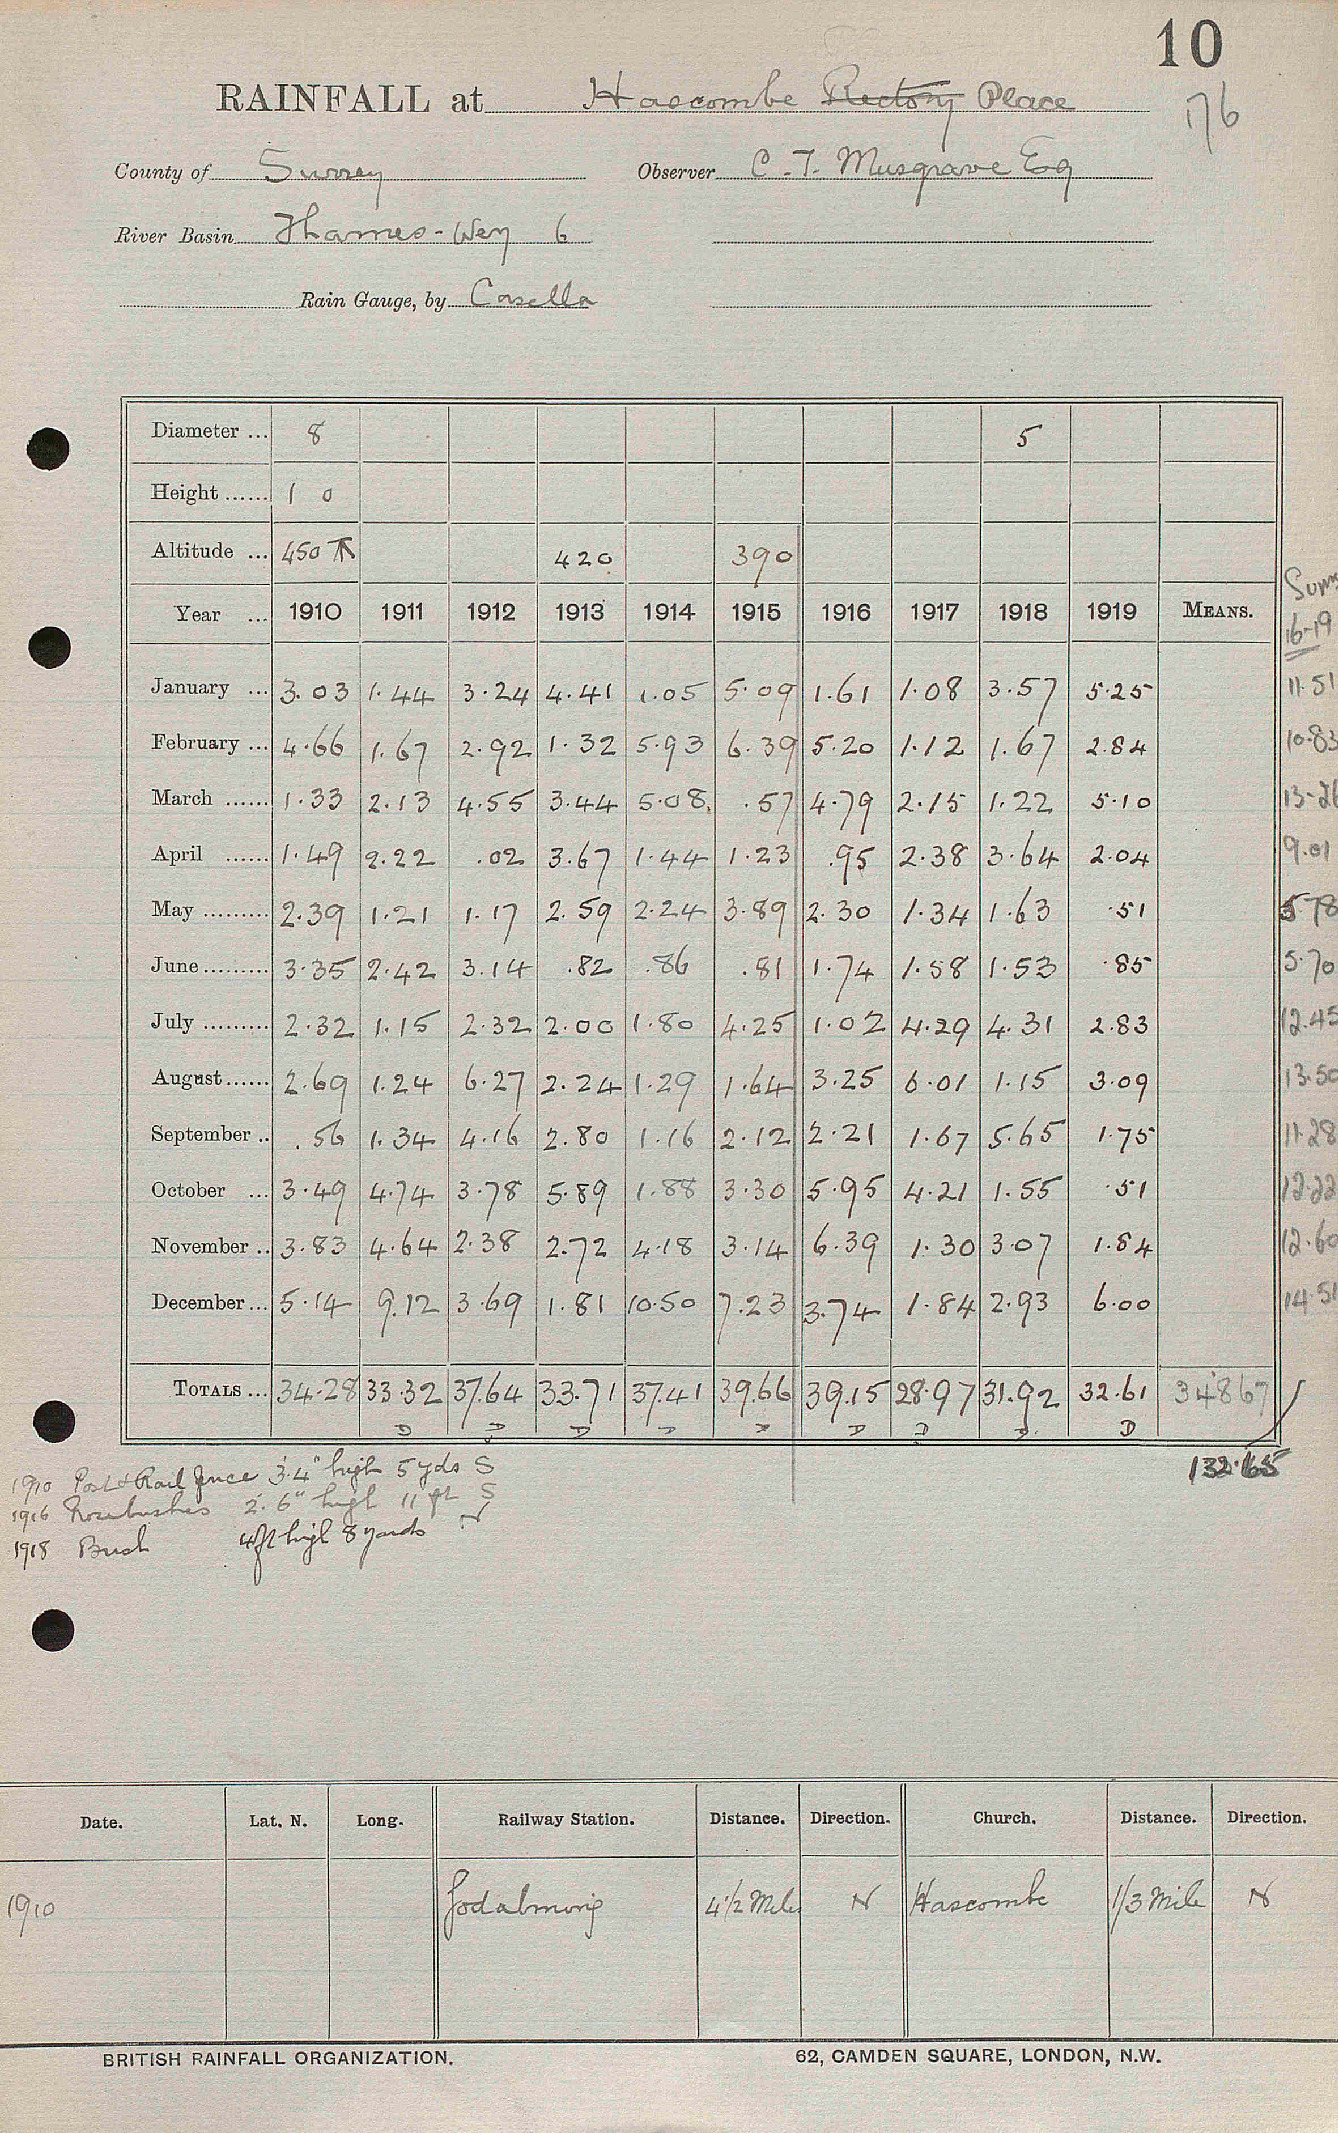 10
RAINFALL at Hascombe Rectory Place
176
County of Surrey Observer C. T. Musgrave Esq
River Basin Thames - Wey 6
Rain Gauge, by Casella
Diameter ... 8 5
Height ...... 1 0
Altitude ... 450 420 390
Year ... 1910 1911 1912 1913 1914 1915 1916 1917 1918 1919 MEANS. 16-19
January ... 3.03 1.44 3.24 4.41 1.05 5.09 1.61 1.08 3.57 5.25 11.51
February ... 4.66 1.67 2.92 1.32 5.93 6.39 5.20 1.12 1.67 2.84 10.83
March ...... 1.33 2.13 4.55 3.44 5.08 .57 4.79 2.15 1.22 5.10 13.26
April ...... 1.49 2.22 .02 3.67 1.44 1.23 .95 2.38 3.64 2.04 9.01
May ......... 2.39 1.21 1.17 2.59 2.24 3.89 2.30 1.34 1.63 .51 5.78
June ......... 3.35 2.42 3.14 .82 .86 .81 1.74 1.58 1.53 .85 5.70
July ......... 2.32 1.15 2.32 2.00 1.80 4.25 1.02 4.29 4.31 2.83 12.45
August ...... 2.69 1.24 6.27 2.24 1.29 1.64 3.25 6.01 1.15 3.09 13.50
September .. .56 1.34 4.16 2.80 1.16 2.12 2.21 1.67 5.65 1.75 11.28
October ... 3.49 4.74 3.78 5.89 1.88 3.30 5.95 4.21 1.55 .51 12.22
November .. 3.83 4.64 2.38 2.72 4.18 3.14 6.39 1.30 3.07 1.84 12.60
December ... 5.14 9.12 3.69 1.81 10.50 7.23 3.74 1.84 2.93 6.00 14.51
TOTALS ... 34.28 33.32 37.64 33.71 37.41 39.66 39.15 28.97 31.92 32.61 348.67
D D D D D D D D D
132.65
1910 Post & Rail fence 3'.4" high 5 yds S
1916 Rosebushes 2'.6" high 11 ft S
1918 Bush 4ft high 8 yards N
Date. Lat. N. Long. Railway Station. Distance. Direction. Church. Distance. Direction.
1910 Godalming 4 1/2 Miles N Hascombe 1/3 Mile N
BRITISH RAINFALL ORGANIZATION. 62, CAMDEN SQUARE, LONDON, N.W.